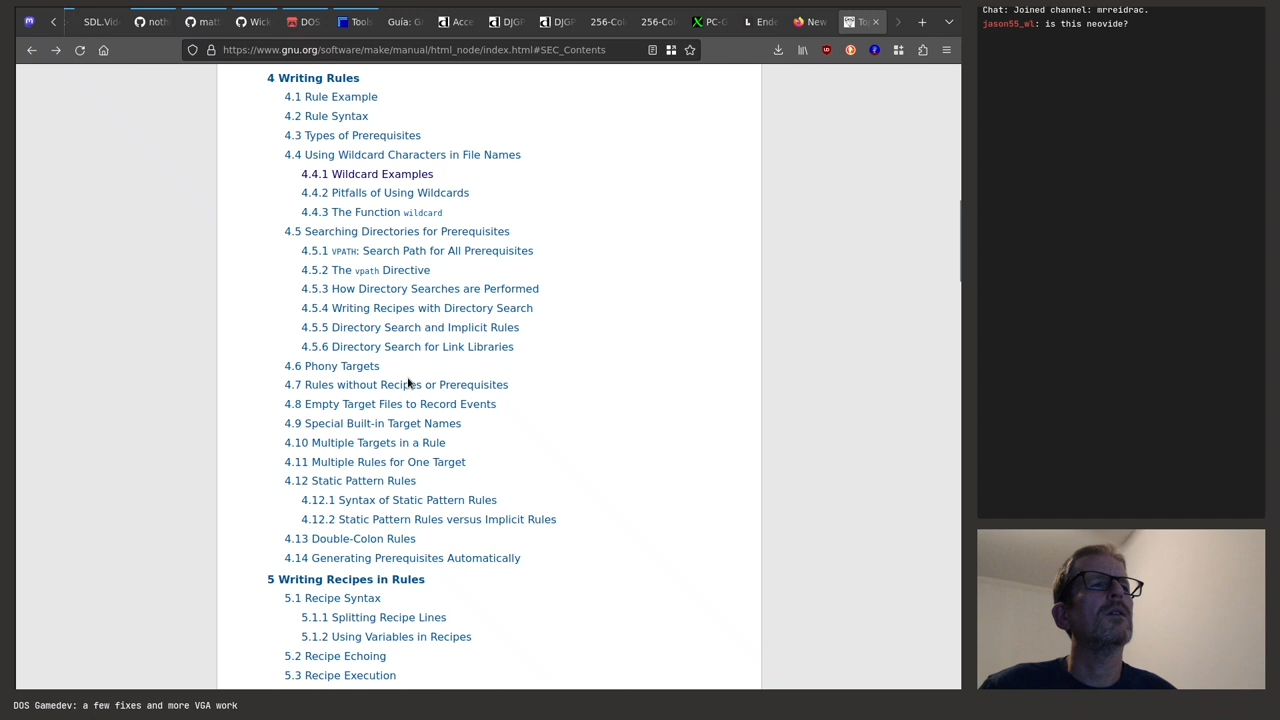 SDL.Vid
noth
mat
Wick
DOS
Tools
Guía: G
Acce
DJGP
DJGP
256-Col
256-Col
PC-G
Ende
New
To
https://www.gnu.org/software/make/manual/html_node/index.html#SEC_Contents
4 Writing Rules
4.1 Rule Example
4.2 Rule Syntax
4.3 Types of Prerequisites
4.4 Using Wildcard Characters in File Names
4.4.1 Wildcard Examples
4.4.2 Pitfalls of Using Wildcards
4.4.3 The Function wildcard
4.5 Searching Directories for Prerequisites
4.5.1 VPATH: Search Path for All Prerequisites
4.5.2 The vpath Directive
4.5.3 How Directory Searches are Performed
4.5.4 Writing Recipes with Directory Search
4.5.5 Directory Search and Implicit Rules
4.5.6 Directory Search for Link Libraries
4.6 Phony Targets
4.7 Rules without Recipes or Prerequisites
4.8 Empty Target Files to Record Events
4.9 Special Built-in Target Names
4.10 Multiple Targets in a Rule
4.11 Multiple Rules for One Target
4.12 Static Pattern Rules
4.12.1 Syntax of Static Pattern Rules
4.12.2 Static Pattern Rules versus Implicit Rules
4.13 Double-Colon Rules
4.14 Generating Prerequisites Automatically
5 Writing Recipes in Rules
5.1 Recipe Syntax
5.1.1 Splitting Recipe Lines
5.1.2 Using Variables in Recipes
5.2 Recipe Echoing
5.3 Recipe Execution
Chat: Joined channel: mrreidrac.
jason55_wl: is this neovide?
DOS Gamedev: a few fixes and more VGA work